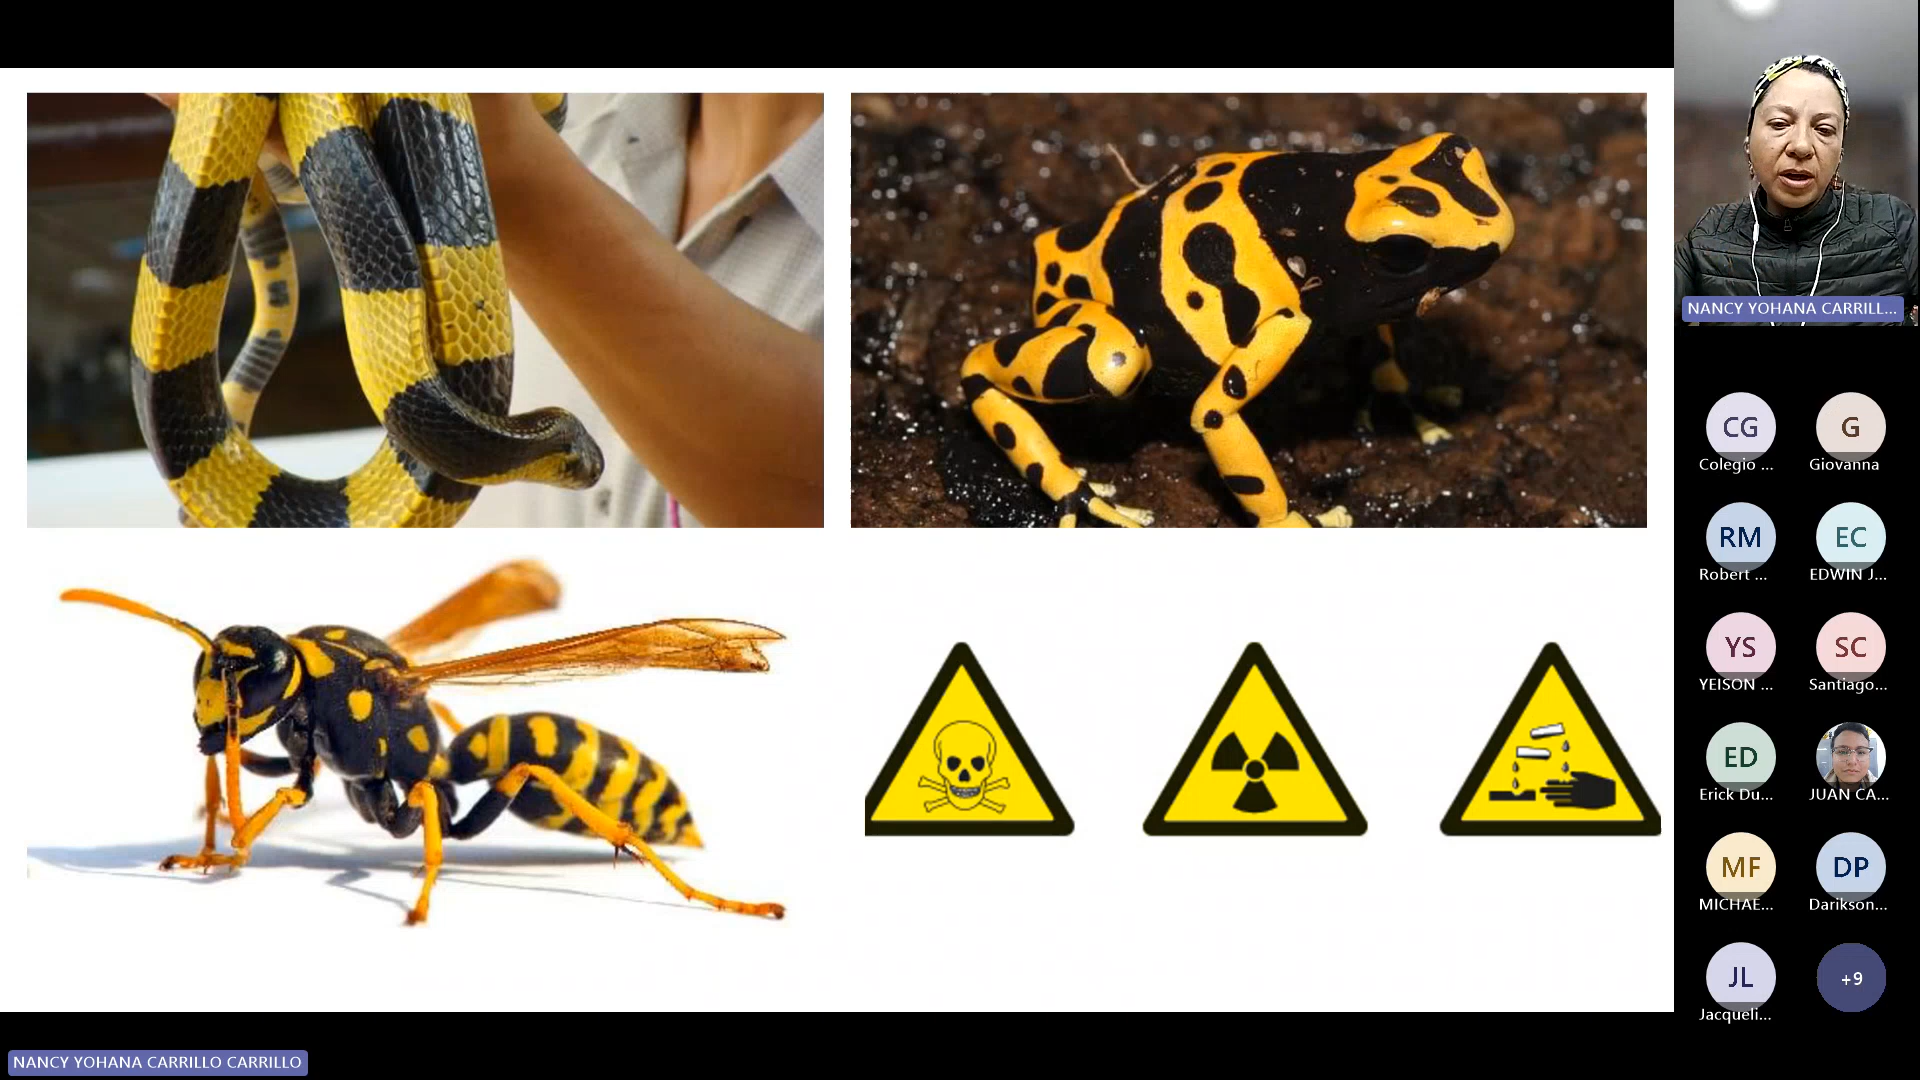 NANCY YOHANA CARRILL...
CG
G
Colegio ...
Giovanna
RM
EC
Robert ...
EDWIN J...
YS
SC
YEISON ...
Santiago...
ED
Erick Du...
JUAN CA...
MF
DP
MICHAE...
Darikson...
JL
+9
Jacqueli...
NANCY YOHANA CARRILLO CARRILLO